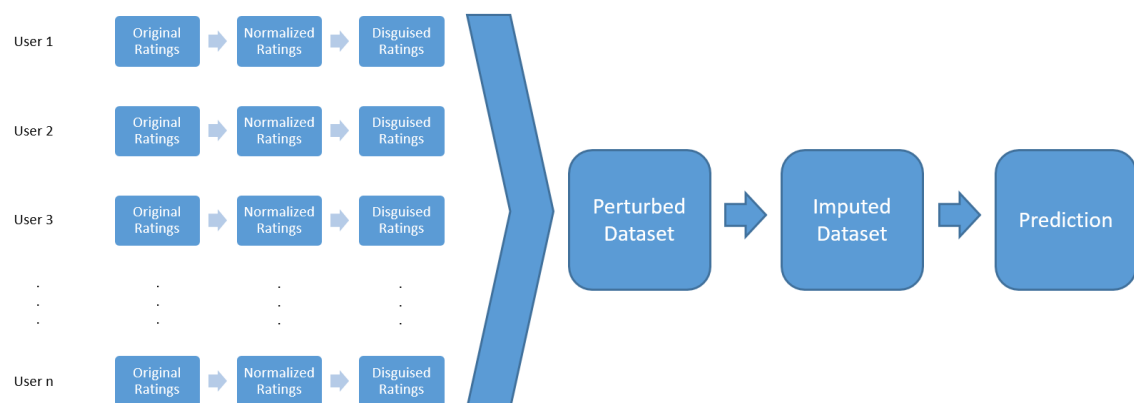 User 1
Original
Ratings
Normalized
Ratings
Disguised
Ratings
User 2
Original
Ratings
Normalized
Ratings
Disguised
Ratings
User 3
Original
Ratings
Normalized
Ratings
Disguised
Ratings
. . . .
. . . .
. . . .
User n
Original
Ratings
Normalized
Ratings
Disguised
Ratings
Perturbed
Dataset
Imputed
Dataset
Prediction